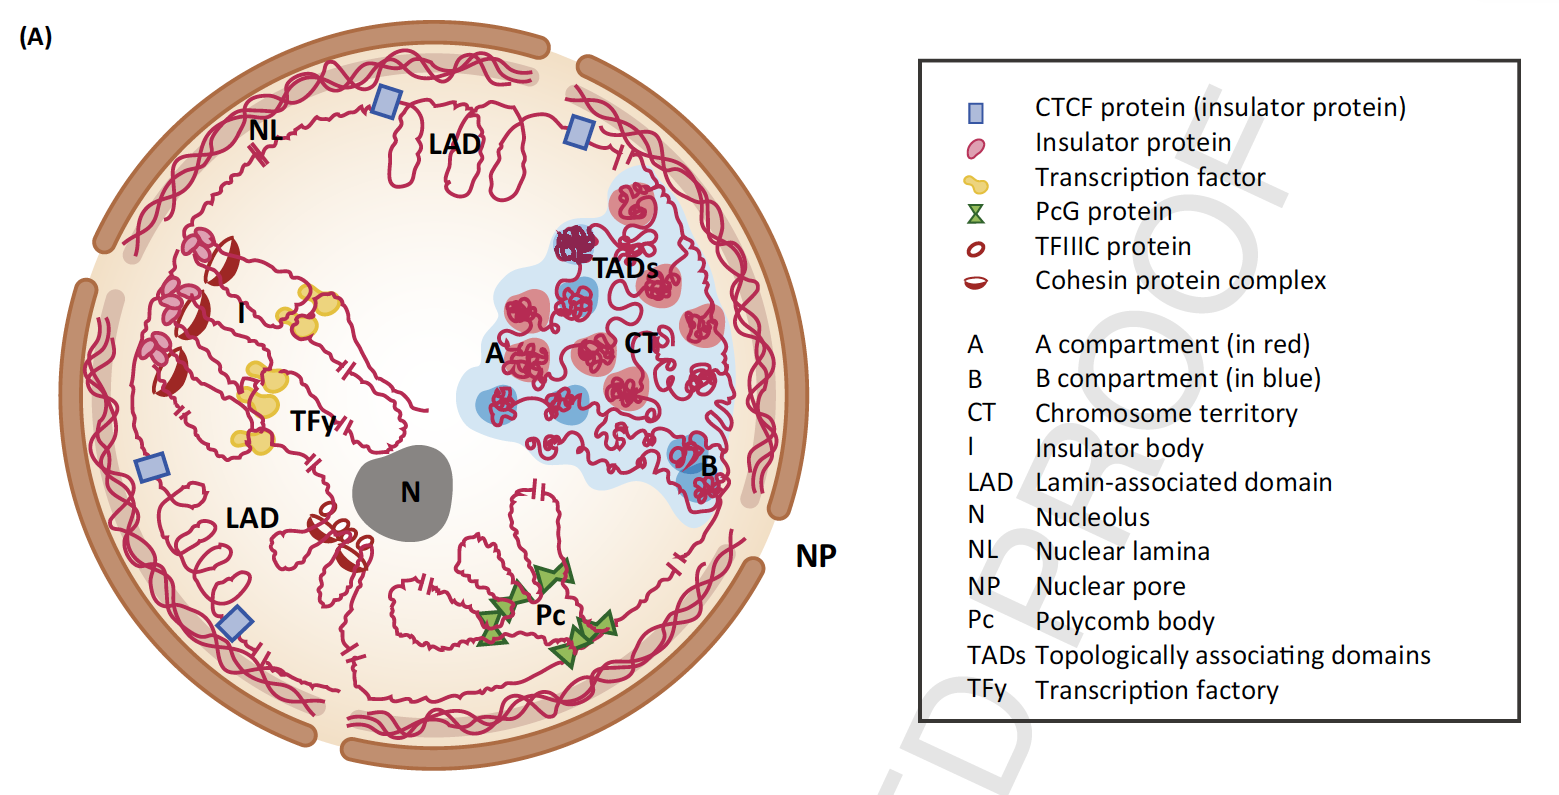 (A)
NL
LAD
TADs
I
CT
A
TFy
B
N
LAD
NP
Pc
CTCF protein (insulator protein)
Insulator protein
Transcription factor
PcG protein
TFIIIC protein
Cohesin protein complex
A A compartment (in red)
B B compartment (in blue)
CT Chromosome territory
I Insulator body
LAD Lamin-associated domain
N Nucleolus
NL Nuclear lamina
NP Nuclear pore
Pc Polycomb body
TADs Topologically associating domains
TFy Transcription factory
D PROOF